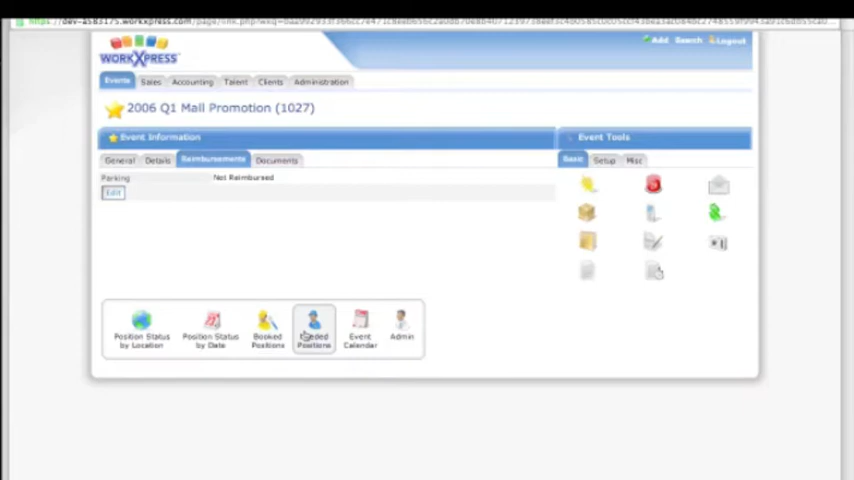 Add Search Logout
WORKXPRESS
Events Sales Accounting Talent Clients Administration
2006 Q1 Mall Promotion (1027)
Event Information
Event Tools
General Details Reimbursements Documents
Basic Setup Misc
Parking Not Reimbursed
Edit
Position Status by Location
Position Status by Date
Booked Positions
Needed Positions
Event Calendar
Admin